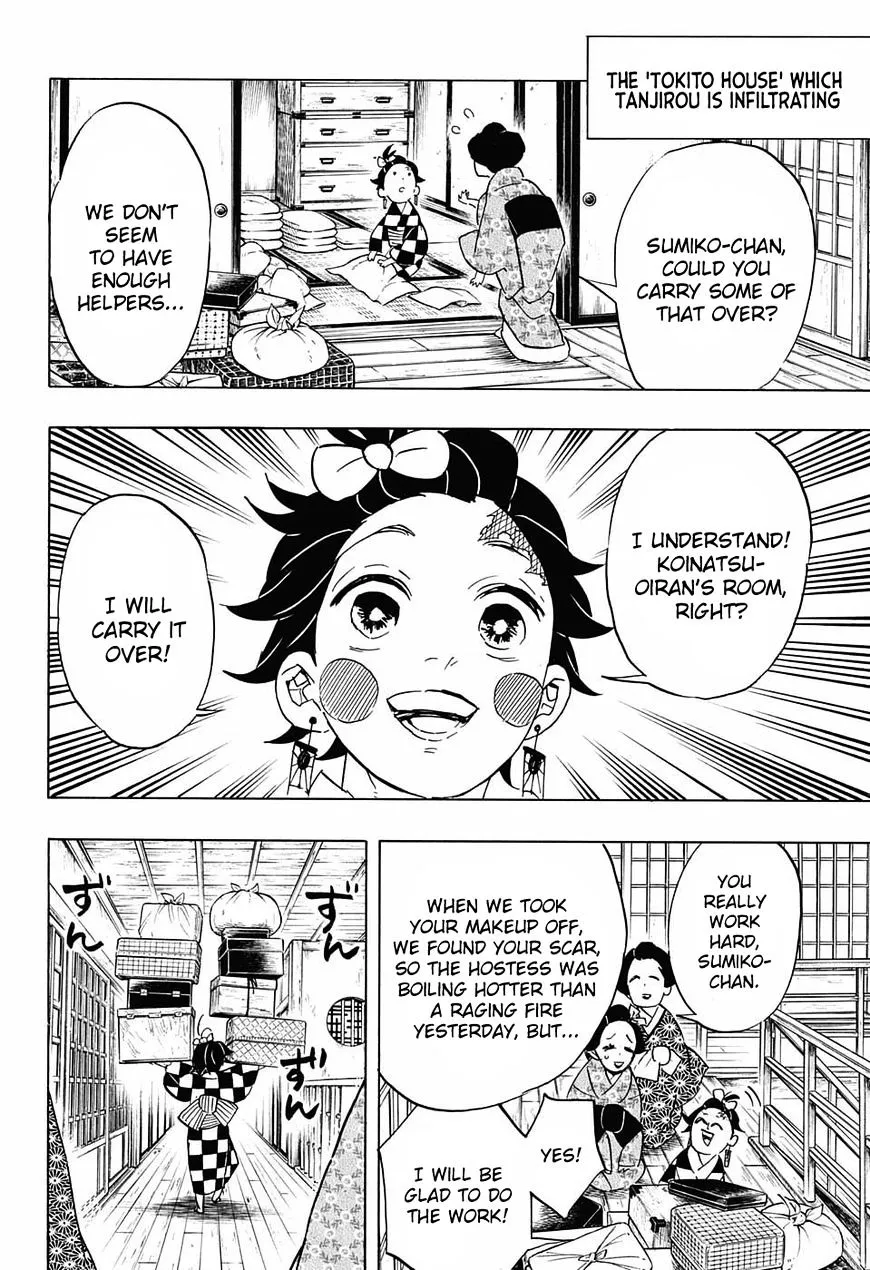 THE 'TOKITO HOUSE' WHICH
TANJIROU IS INFILTRATING
SUMIKO-CHAN,
COULD YOU
CARRY SOME OF
THAT OVER?
WE DON'T
SEEM
TO HAVE
ENOUGH
HELPERS...
I UNDERSTAND!
KOINATSU-
OIRAN'S ROOM,
RIGHT?
I WILL
CARRY IT
OVER!
YOU
REALLY
WORK
HARD,
SUMIKO-
CHAN.
WHEN WE TOOK
YOUR MAKEUP OFF,
WE FOUND YOUR SCAR,
SO THE HOSTESS WAS
BOILING HOTTER THAN
A RAGING FIRE
YESTERDAY, BUT...
YES!
I WILL BE
GLAD TO DO
THE WORK!
ずん
ずん
ずん